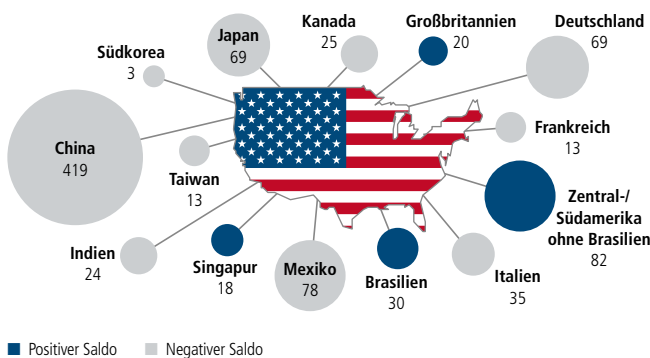 Kanada
25
Großbritannien
20
Deutschland
69
Japan
69
Südkorea
3
China
419
Taiwan
13
Frankreich
13
Zentral-/
Südamerika
ohne Brasilien
82
Indien
24
Singapur
18
Mexiko
78
Brasilien
30
Italien
35
Positiver Saldo
Negativer Saldo